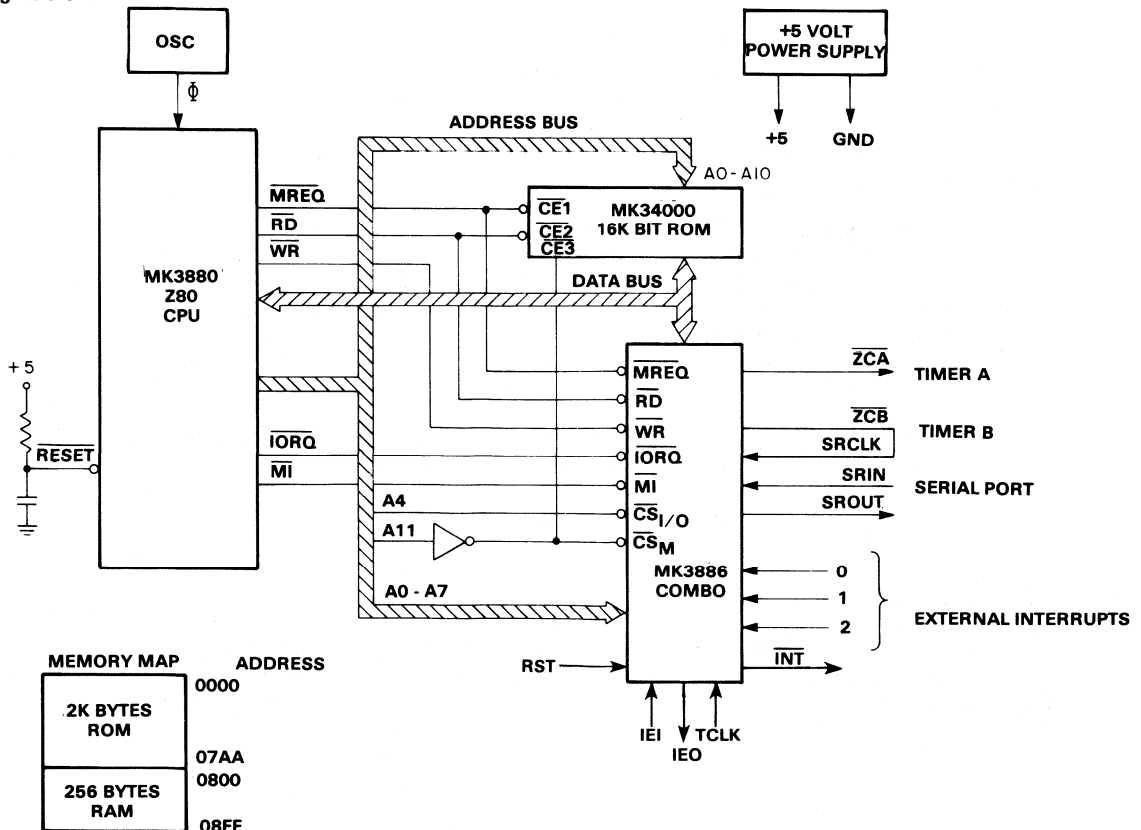 OSC
+5 VOLT
POWER SUPPLY
Φ
+5
GND
ADDRESS BUS
A0-A10
MREQ
RD
WR
CE1
CE2
CE3
MK34000
16K BIT ROM
DATA BUS
MK3880
Z80
CPU
+5
RESET
IORQ
MI
A4
A11
A0 - A7
MREQ
RD
WR
IORQ
MI
CS I/O
CS M
MK3886
COMBO
ZCA
TIMER A
ZCB
TIMER B
SRCLK
SRIN
SERIAL PORT
SROUT
0
1
2
EXTERNAL INTERRUPTS
RST
INT
IEI
IEO
TCLK
MEMORY MAP
ADDRESS
0000
2K BYTES
ROM
07AA
0800
256 BYTES
RAM
08FF